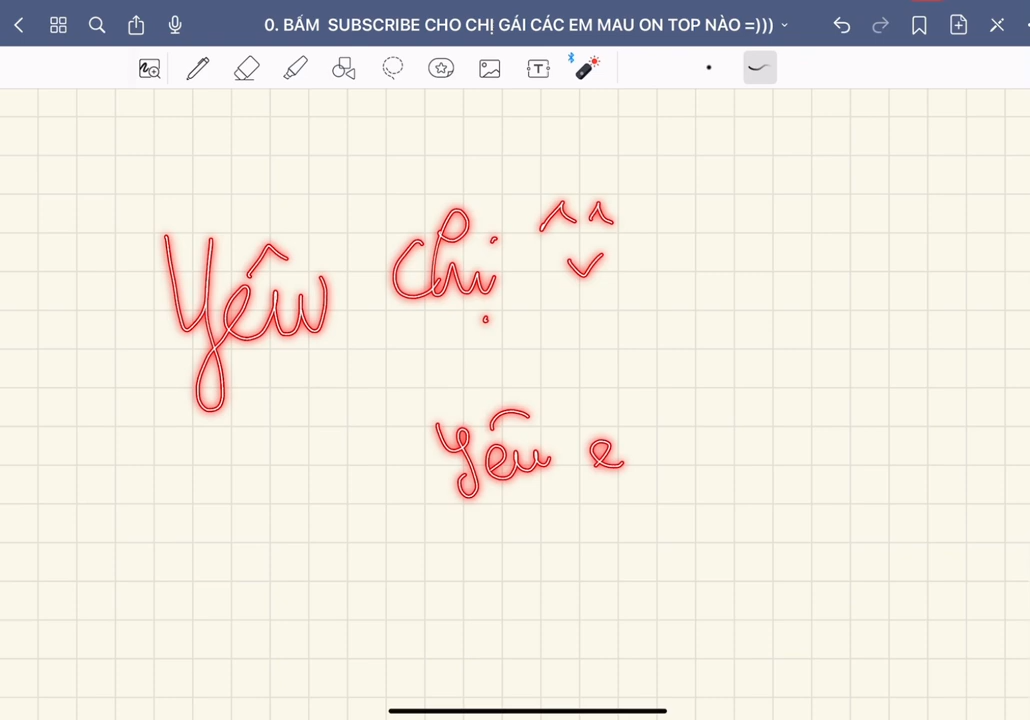 0. BẤM  SUBSCRIBE CHO CHỊ GÁI CÁC EM MAU ON TOP NÀO =)))
Yêu chị ^^
yêu e